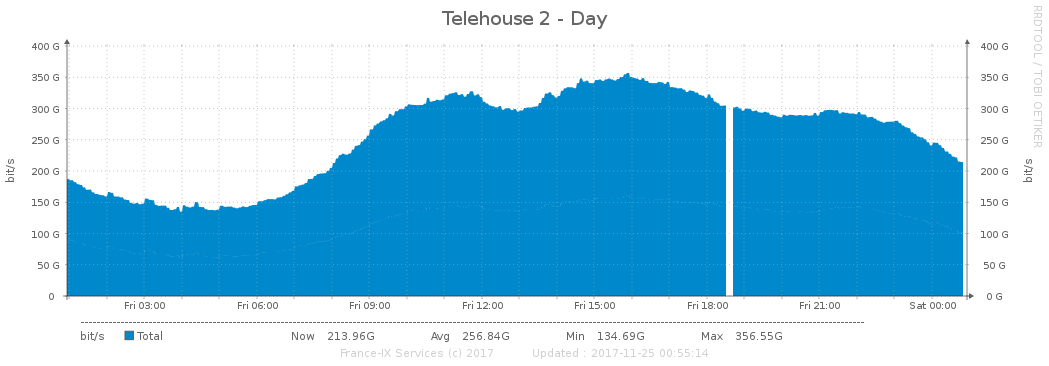 Telehouse 2 - Day
RRDTOOL / TOBI OETIKER
400 G 400 G
350 G 350 G
300 G 300 G
250 G 250 G
200 G 200 G
150 G 150 G
100 G 100 G
50 G 50 G
0 0 G
bit/s bit/s
Fri 03:00 Fri 06:00 Fri 09:00 Fri 12:00 Fri 15:00 Fri 18:00 Fri 21:00 Sat 00:00
bit/s Total Now 213.96G Avg 256.84G Min 134.69G Max 356.55G
France-IX Services (c) 2017 Updated : 2017-11-25 00:55:14